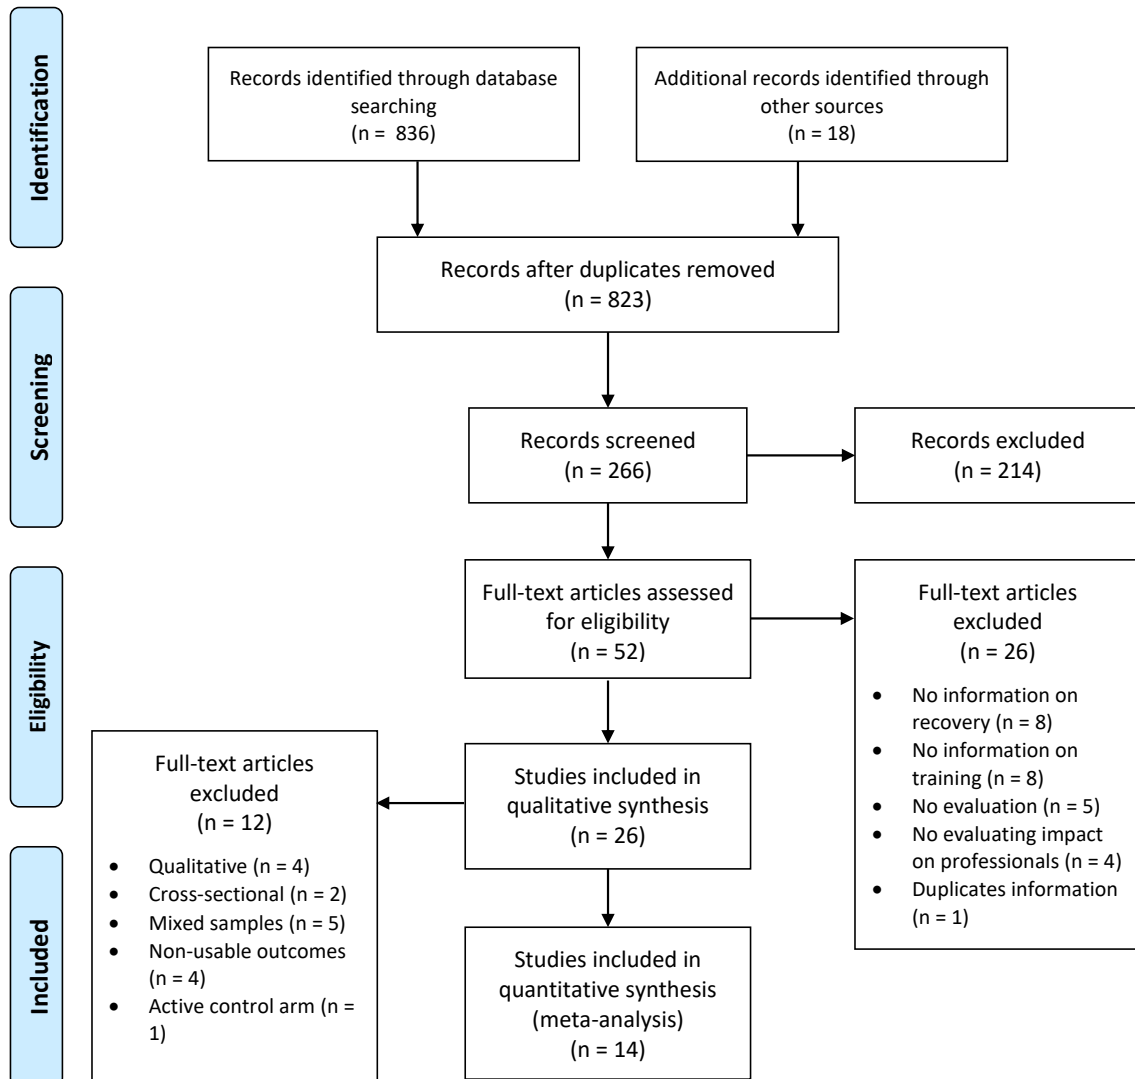 Identification
Records identified through database
searching
(n =  836)
Additional records identified through
other sources
(n = 18)
Records after duplicates removed
(n = 823)
Screening
Records screened
(n = 266)
Records excluded
(n = 214)
Eligibility
Full-text articles assessed
for eligibility
(n = 52)
Full-text articles
excluded
(n = 26)
• No information on
recovery (n = 8)
• No information on
training (n = 8)
• No evaluation (n = 5)
• No evaluating impact
on professionals (n = 4)
• Duplicates information
(n = 1)
Studies included in
qualitative synthesis
(n = 26)
Full-text articles
excluded
(n = 12)
• Qualitative (n = 4)
• Cross-sectional (n = 2)
• Mixed samples (n = 5)
• Non-usable outcomes
(n = 4)
• Active control arm (n =
1)
Included
Studies included in
quantitative synthesis
(meta-analysis)
(n = 14)